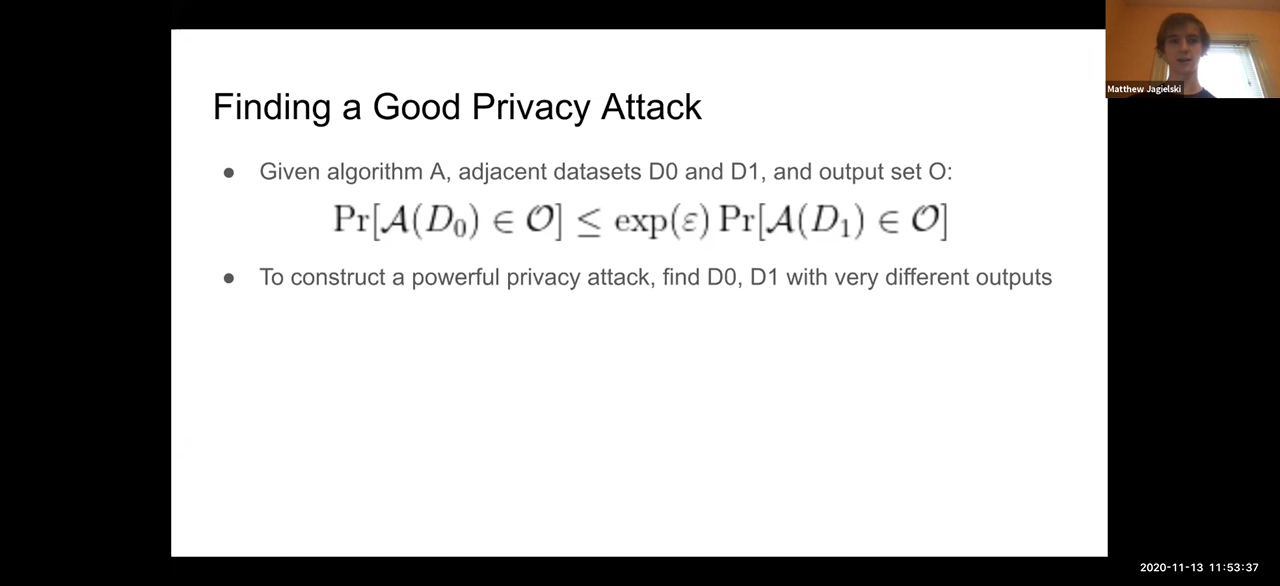 Finding a Good Privacy Attack
● Given algorithm A, adjacent datasets D0 and D1, and output set O:
Pr[𝒜(D₀) ∈ 𝒪] ≤ exp(ε) Pr[𝒜(D₁) ∈ 𝒪]
● To construct a powerful privacy attack, find D0, D1 with very different outputs
Matthew Jagielski
2020-11-13 11:53:37